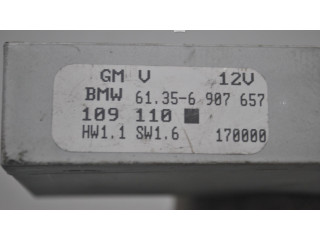 GM V 12V
BMW 61.35-6 907 657
109 110 ■
HW1.1 SW1.6 170000